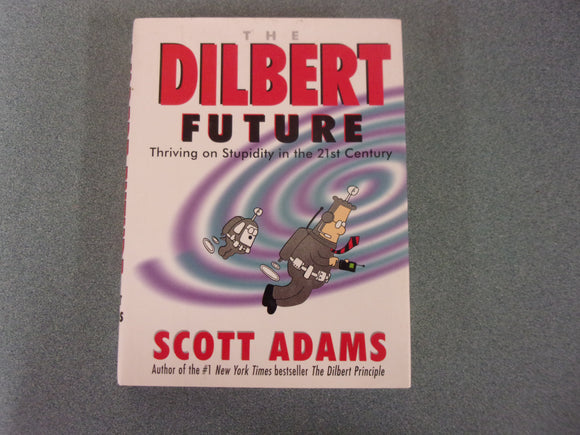 THE
DILBERT
FUTURE
Thriving on Stupidity in the 21st Century
SCOTT ADAMS
Author of the #1 New York Times bestseller The Dilbert Principle